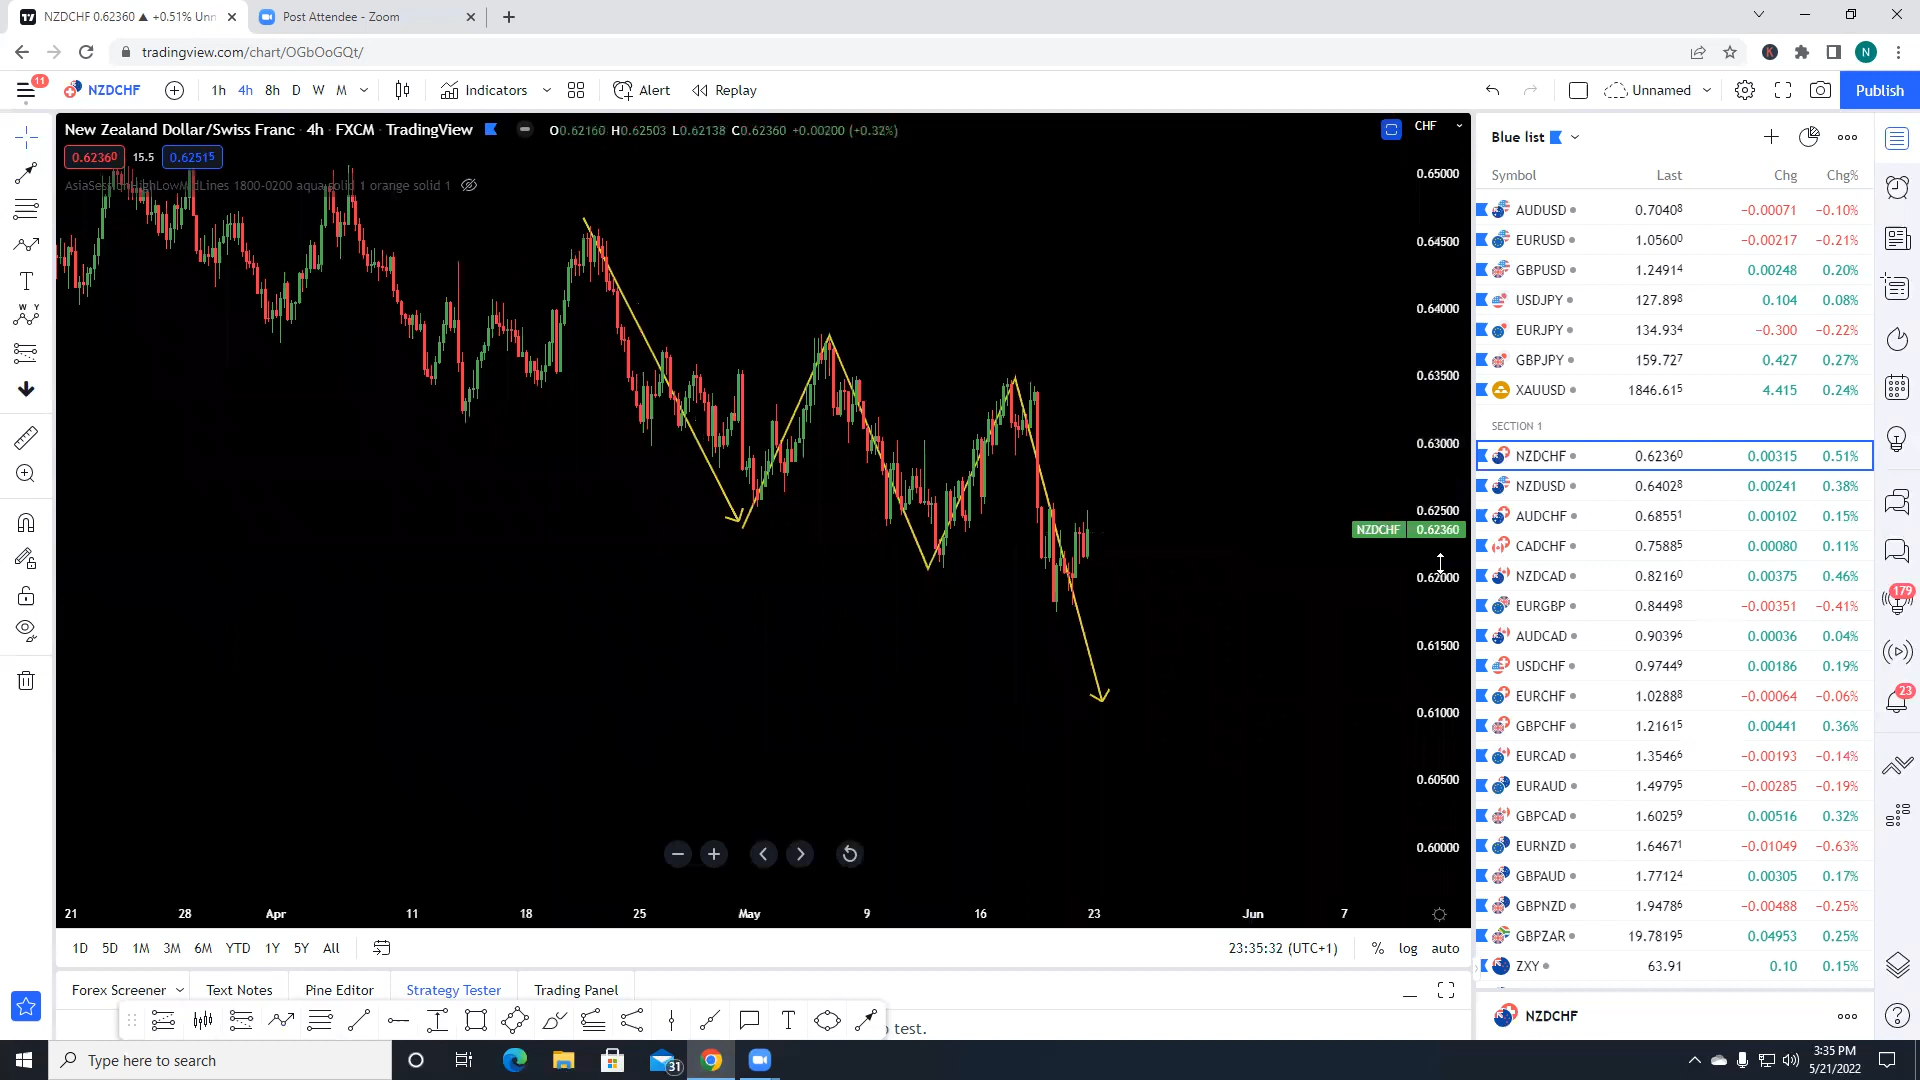 NZDCHF 0.62360 ▲ +0.51% Unn
Post Attendee - Zoom
tradingview.com/chart/OGbOoGQt/
N
11
NZDCHF
1h 4h 8h D W M
Indicators
Alert
Replay
Unnamed
Publish
New Zealand Dollar/Swiss Franc · 4h · FXCM · TradingView
O0.62160 H0.62503 L0.62138 C0.62360 +0.00200 (+0.32%)
CHF
0.62360 15.5 0.62515
AsiaSessionHighLowMidLines 1800-0200 aqua solid 1 orange solid 1
0.65000
0.64500
0.64000
0.63500
0.63000
0.62500
NZDCHF 0.62360
0.62000
0.61500
0.61000
0.60500
0.60000
21 28 Apr 11 18 25 May 9 16 23 Jun 7
1D 5D 1M 3M 6M YTD 1Y 5Y All
23:35:32 (UTC+1) % log auto
Forex Screener Text Notes Pine Editor Strategy Tester Trading Panel
test.
Blue list
Symbol Last Chg Chg%
AUDUSD 0.70408 −0.00071 −0.10%
EURUSD 1.05600 −0.00217 −0.21%
GBPUSD 1.24914 0.00248 0.20%
USDJPY 127.898 0.104 0.08%
EURJPY 134.934 −0.300 −0.22%
GBPJPY 159.727 0.427 0.27%
XAUUSD 1846.615 4.415 0.24%
SECTION 1
NZDCHF 0.62360 0.00315 0.51%
NZDUSD 0.64028 0.00241 0.38%
AUDCHF 0.68551 0.00102 0.15%
CADCHF 0.75885 0.00080 0.11%
NZDCAD 0.82160 0.00375 0.46%
EURGBP 0.84498 −0.00351 −0.41%
AUDCAD 0.90396 0.00036 0.04%
USDCHF 0.97449 0.00186 0.19%
EURCHF 1.02888 −0.00064 −0.06%
GBPCHF 1.21615 0.00441 0.36%
EURCAD 1.35466 −0.00193 −0.14%
EURAUD 1.49795 −0.00285 −0.19%
GBPCAD 1.60259 0.00516 0.32%
EURNZD 1.64671 −0.01049 −0.63%
GBPAUD 1.77124 0.00305 0.17%
GBPNZD 1.94786 −0.00488 −0.25%
GBPZAR 19.78195 0.04953 0.25%
ZXY 63.91 0.10 0.15%
NZDCHF
179
23
Type here to search
31
3:35 PM
5/21/2022